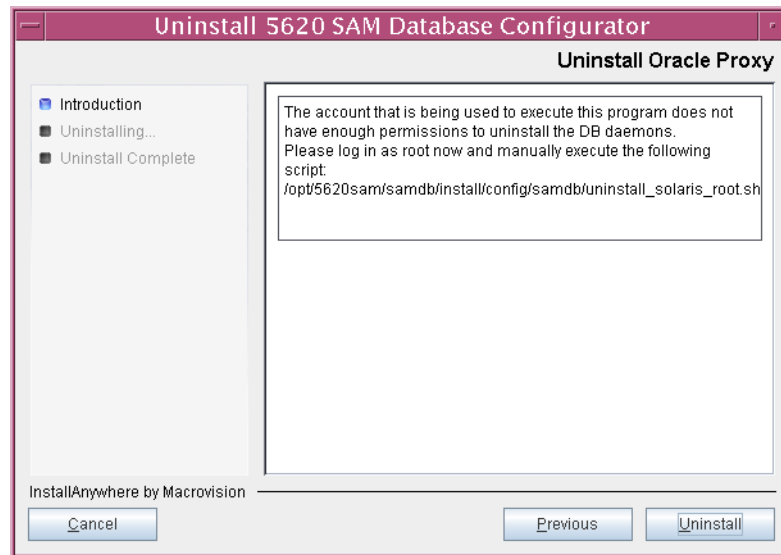 Uninstall 5620 SAM Database Configurator
Uninstall Oracle Proxy
Introduction
Uninstalling...
Uninstall Complete
The account that is being used to execute this program does not
have enough permissions to uninstall the DB daemons.
Please log in as root now and manually execute the following
script:
/opt/5620sam/samdb/install/config/samdb/uninstall_solaris_root.sh
InstallAnywhere by Macrovision
Cancel
Previous
Uninstall